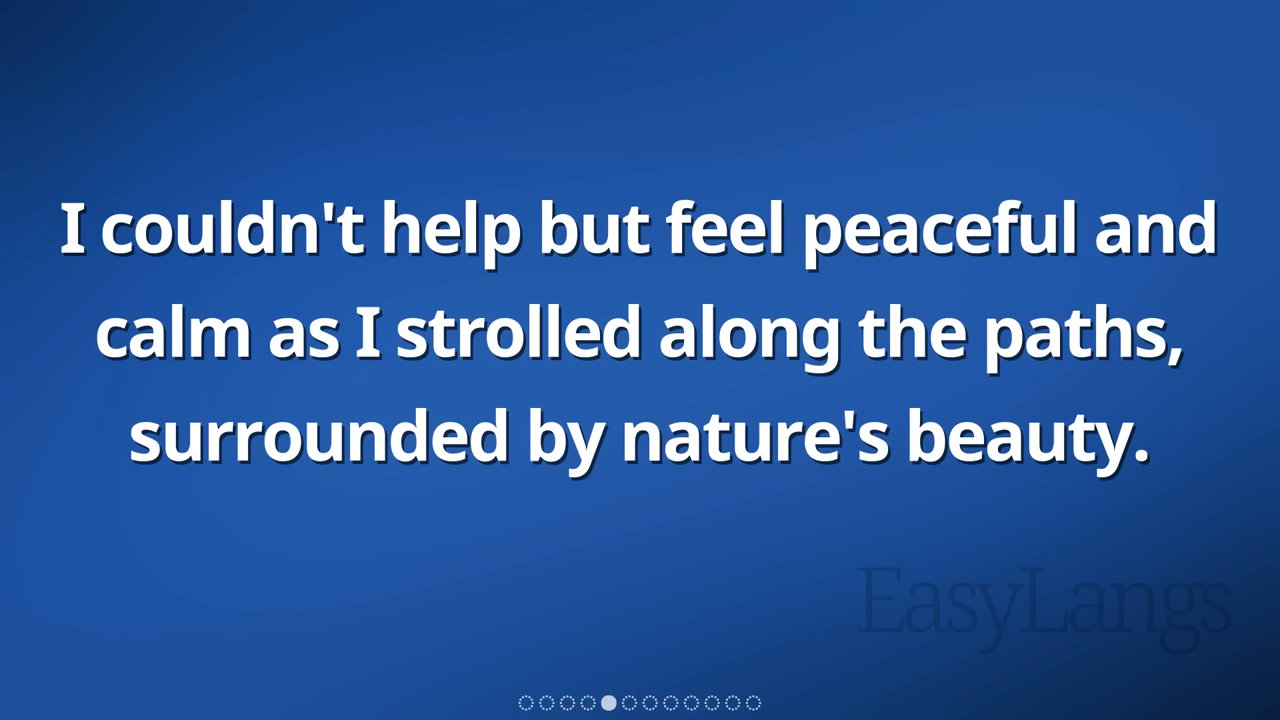 I couldn't help but feel peaceful and
calm as I strolled along the paths,
surrounded by nature's beauty.
EasyLangs